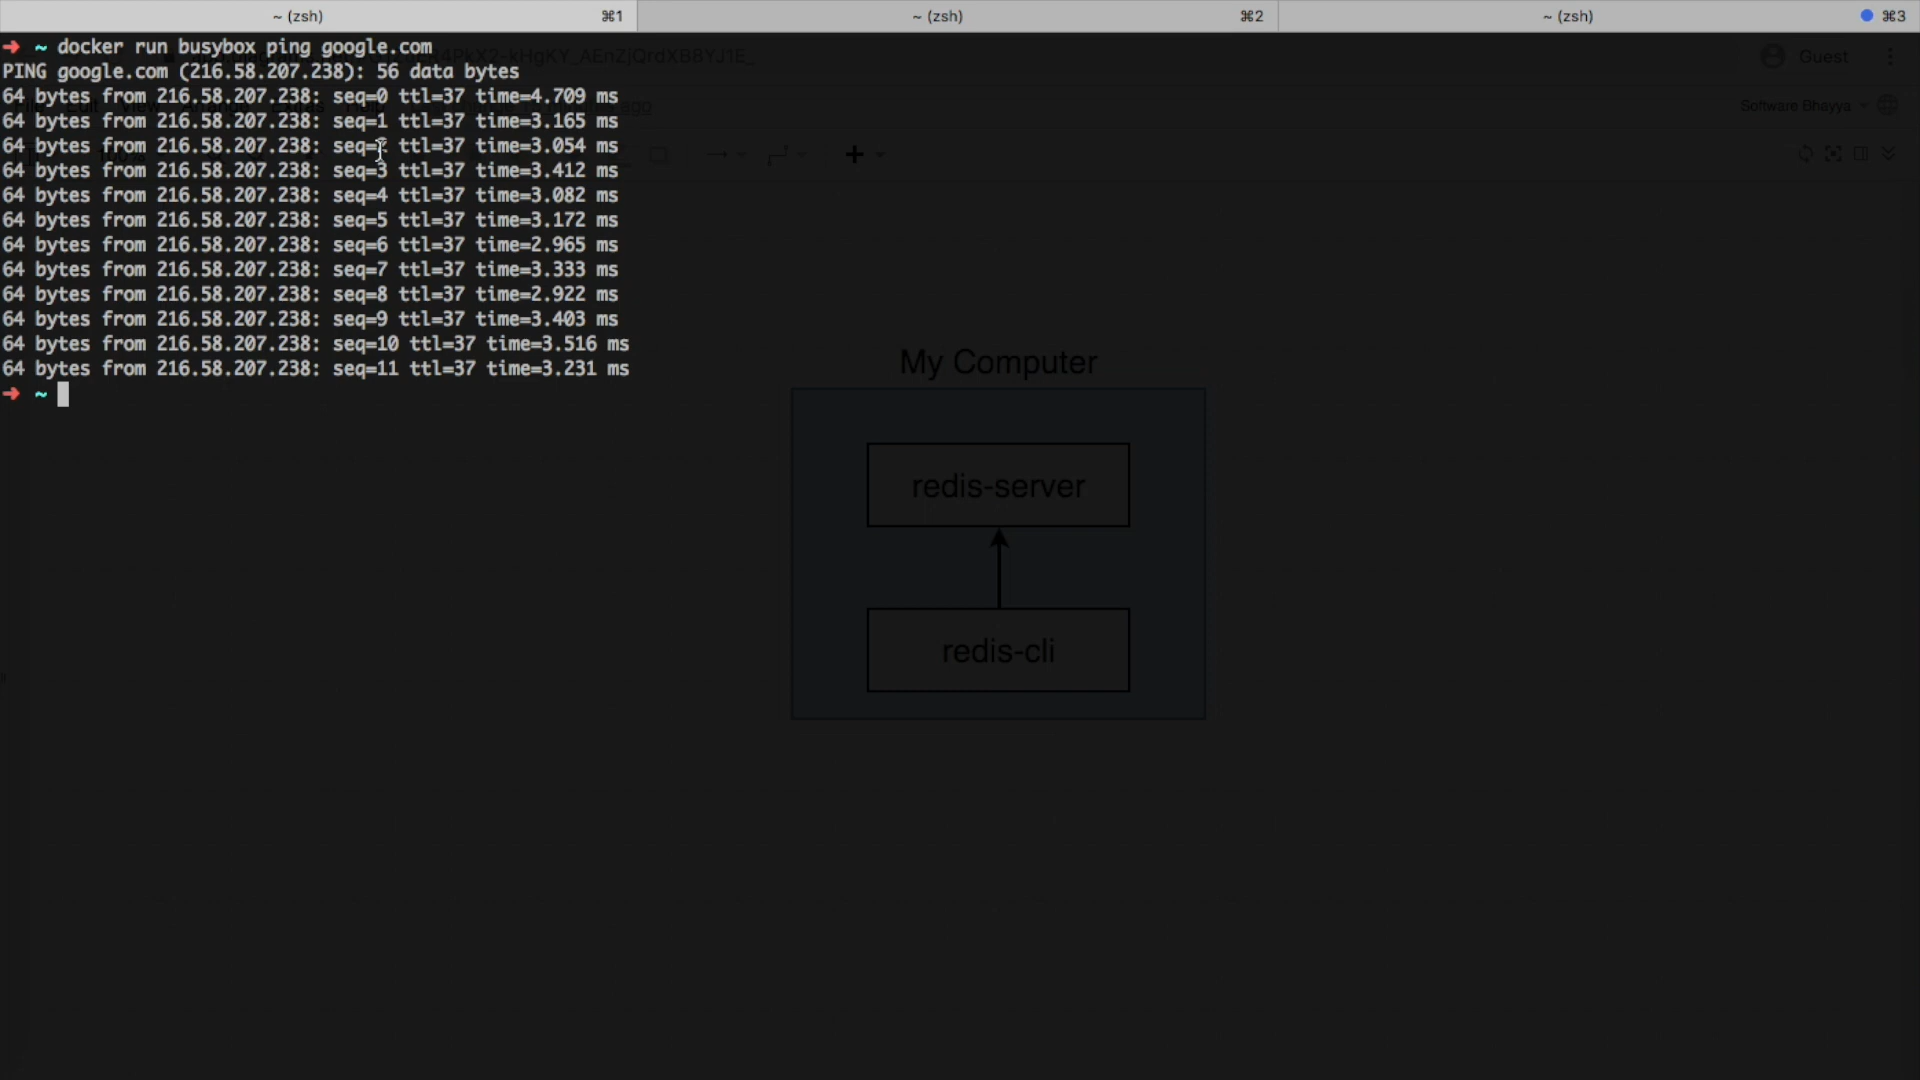 ~ (zsh) ⌘1 ~ (zsh) ⌘2 ~ (zsh) ⌘3
➜ ~ docker run busybox ping google.com
PING google.com (216.58.207.238): 56 data bytes
64 bytes from 216.58.207.238: seq=0 ttl=37 time=4.709 ms
64 bytes from 216.58.207.238: seq=1 ttl=37 time=3.165 ms
64 bytes from 216.58.207.238: seq=2 ttl=37 time=3.054 ms
64 bytes from 216.58.207.238: seq=3 ttl=37 time=3.412 ms
64 bytes from 216.58.207.238: seq=4 ttl=37 time=3.082 ms
64 bytes from 216.58.207.238: seq=5 ttl=37 time=3.172 ms
64 bytes from 216.58.207.238: seq=6 ttl=37 time=2.965 ms
64 bytes from 216.58.207.238: seq=7 ttl=37 time=3.333 ms
64 bytes from 216.58.207.238: seq=8 ttl=37 time=2.922 ms
64 bytes from 216.58.207.238: seq=9 ttl=37 time=3.403 ms
64 bytes from 216.58.207.238: seq=10 ttl=37 time=3.516 ms
64 bytes from 216.58.207.238: seq=11 ttl=37 time=3.231 ms
➜ ~
Guest
Software Bhayya
My Computer
redis-server
redis-cli